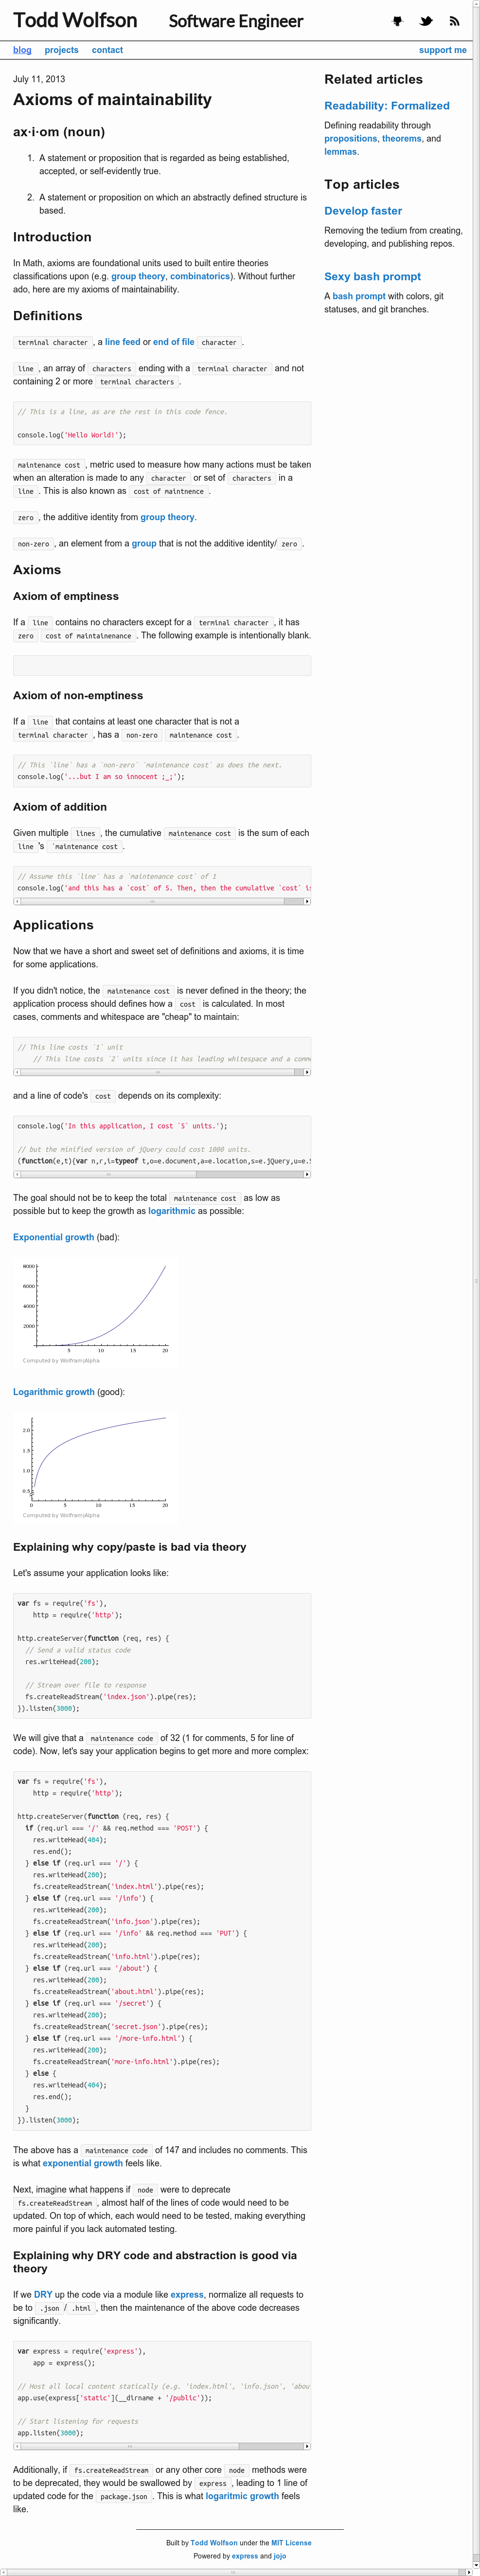 Todd Wolfson
Software Engineer
blog projects contact support me
July 11, 2013
Axioms of maintainability
ax·i·om (noun)
1. A statement or proposition that is regarded as being established,
accepted, or self-evidently true.
2. A statement or proposition on which an abstractly defined structure is
based.
Introduction
In Math, axioms are foundational units used to built entire theories
classifications upon (e.g. group theory, combinatorics). Without further
ado, here are my axioms of maintainability.
Definitions
terminal character , a line feed or end of file character .
line , an array of characters ending with a terminal character and not
containing 2 or more terminal characters .
// This is a line, as are the rest in this code fence.
console.log('Hello World!');
maintenance cost , metric used to measure how many actions must be taken
when an alteration is made to any character or set of characters in a
line . This is also known as cost of maintnence .
zero , the additive identity from group theory.
non-zero , an element from a group that is not the additive identity/ zero .
Axioms
Axiom of emptiness
If a line contains no characters except for a terminal character , it has
zero cost of maintainenance . The following example is intentionally blank.
Axiom of non-emptiness
If a line that contains at least one character that is not a
terminal character , has a non-zero maintenance cost .
// This `line` has a `non-zero` `maintenance cost` as does the next.
console.log('...but I am so innocent ;_;');
Axiom of addition
Given multiple lines , the cumulative maintenance cost is the sum of each
line 's `maintenance cost .
// Assume this `line` has a `maintenance cost` of 1
console.log('and this has a `cost` of 5. Then, then the cumulative `cost` is
Applications
Now that we have a short and sweet set of definitions and axioms, it is time
for some applications.
If you didn't notice, the maintenance cost is never defined in the theory; the
application process should defines how a cost is calculated. In most
cases, comments and whitespace are "cheap" to maintain:
// This line costs `1` unit
// This line costs `2` units since it has leading whitespace and a comm
and a line of code's cost depends on its complexity:
console.log('In this application, I cost `5` units.');
// but the minified version of jQuery could cost 1000 units.
(function(e,t){var n,r,i=typeof t,o=e.document,a=e.location,s=e.jQuery,u=e.$
The goal should not be to keep the total maintenance cost as low as
possible but to keep the growth as logarithmic as possible:
Exponential growth (bad):
8000
6000
4000
2000
5 10 15 20
Computed by Wolfram|Alpha
Logarithmic growth (good):
2.0
1.5
1.0
0.5
0 5 10 15 20
Computed by Wolfram|Alpha
Explaining why copy/paste is bad via theory
Let's assume your application looks like:
var fs = require('fs'),
http = require('http');
http.createServer(function (req, res) {
// Send a valid status code
res.writeHead(200);
// Stream over file to response
fs.createReadStream('index.json').pipe(res);
}).listen(3000);
We will give that a maintenance code of 32 (1 for comments, 5 for line of
code). Now, let's say your application begins to get more and more complex:
var fs = require('fs'),
http = require('http');
http.createServer(function (req, res) {
if (req.url === '/' && req.method === 'POST') {
res.writeHead(404);
res.end();
} else if (req.url === '/') {
res.writeHead(200);
fs.createReadStream('index.html').pipe(res);
} else if (req.url === '/info') {
res.writeHead(200);
fs.createReadStream('info.json').pipe(res);
} else if (req.url === '/info' && req.method === 'PUT') {
res.writeHead(200);
fs.createReadStream('info.html').pipe(res);
} else if (req.url === '/about') {
res.writeHead(200);
fs.createReadStream('about.html').pipe(res);
} else if (req.url === '/secret') {
res.writeHead(200);
fs.createReadStream('secret.json').pipe(res);
} else if (req.url === '/more-info.html') {
res.writeHead(200);
fs.createReadStream('more-info.html').pipe(res);
} else {
res.writeHead(404);
res.end();
}
}).listen(3000);
The above has a maintenance code of 147 and includes no comments. This
is what exponential growth feels like.
Next, imagine what happens if node were to deprecate
fs.createReadStream , almost half of the lines of code would need to be
updated. On top of which, each would need to be tested, making everything
more painful if you lack automated testing.
Explaining why DRY code and abstraction is good via
theory
If we DRY up the code via a module like express, normalize all requests to
be to .json / .html , then the maintenance of the above code decreases
significantly.
var express = require('express'),
app = express();
// Host all local content statically (e.g. 'index.html', 'info.json', 'abou
app.use(express['static'](__dirname + '/public'));
// Start listening for requests
app.listen(3000);
Additionally, if fs.createReadStream or any other core node methods were
to be deprecated, they would be swallowed by express , leading to 1 line of
updated code for the package.json . This is what logaritmic growth feels
like.
Related articles
Readability: Formalized
Defining readability through
propositions, theorems, and
lemmas.
Top articles
Develop faster
Removing the tedium from creating,
developing, and publishing repos.
Sexy bash prompt
A bash prompt with colors, git
statuses, and git branches.
Built by Todd Wolfson under the MIT License
Powered by express and jojo